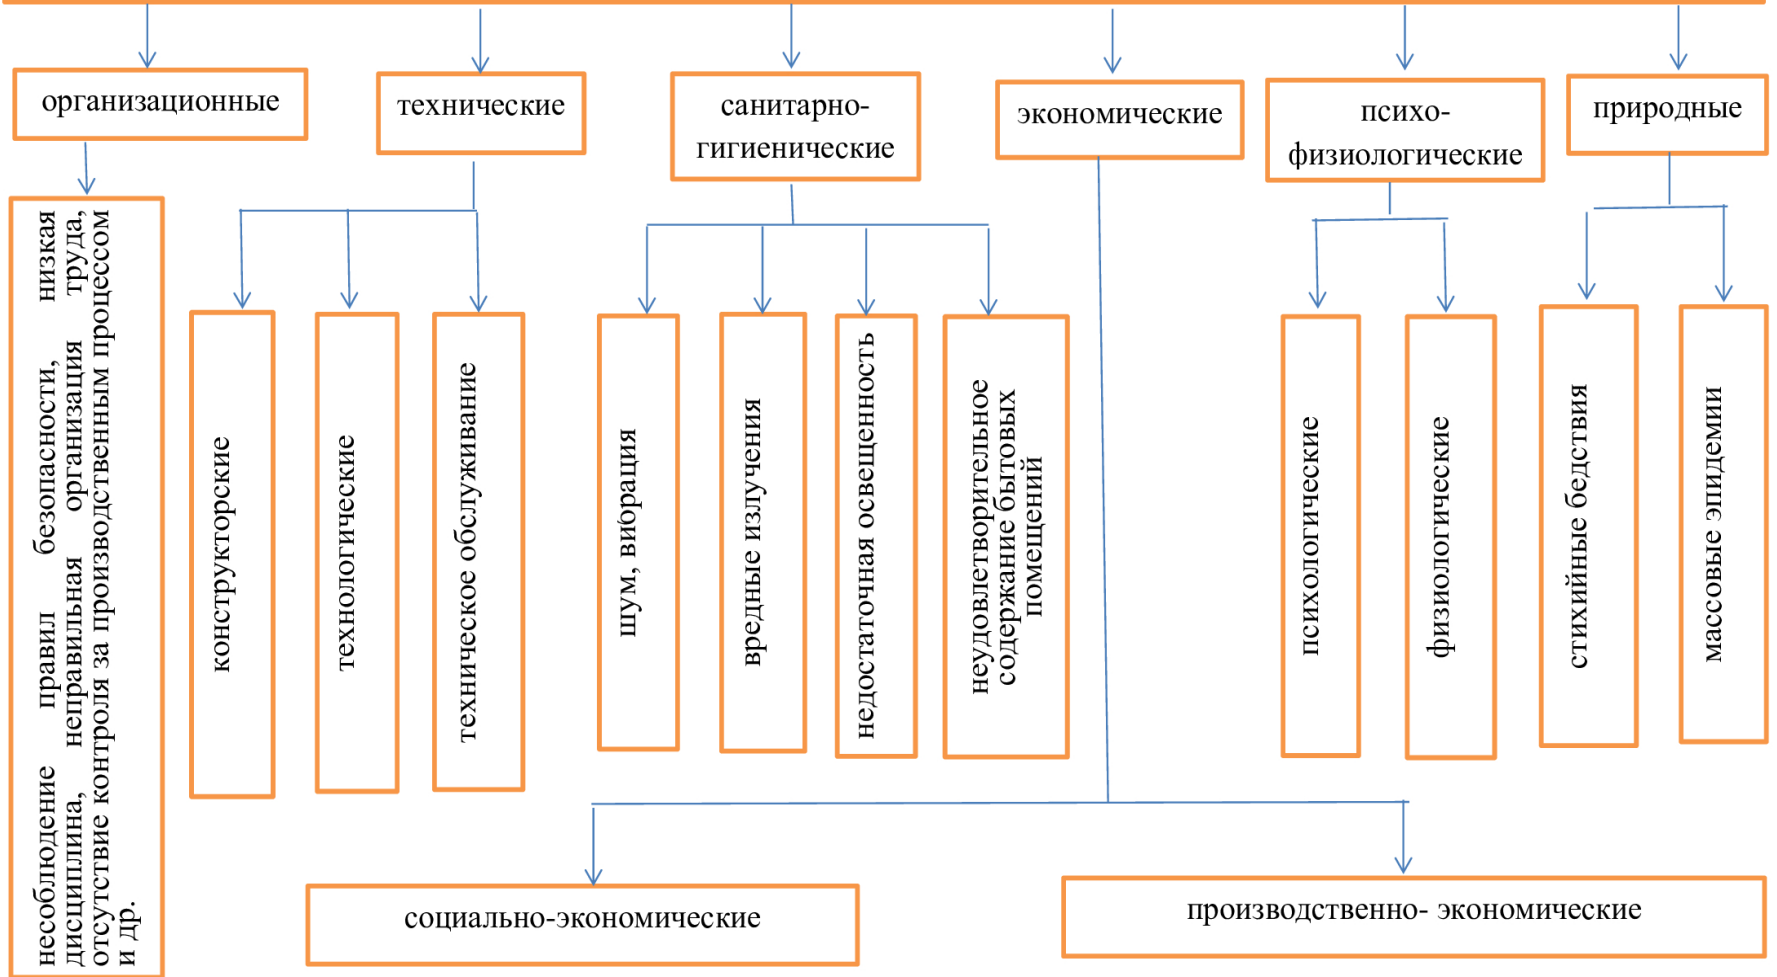 организационные
технические
санитарно-
гигиенические
экономические
психо-
физиологические
природные
несоблюдение правил безопасности, низкая
дисциплина, неправильная организация труда,
отсутствие контроля за производственным процессом
и др.
конструкторские
технологические
техническое обслуживание
шум, вибрация
вредные излучения
недостаточная освещенность
неудовлетворительное
содержание бытовых
помещений
психологические
физиологические
стихийные бедствия
массовые эпидемии
социально-экономические
производственно- экономические